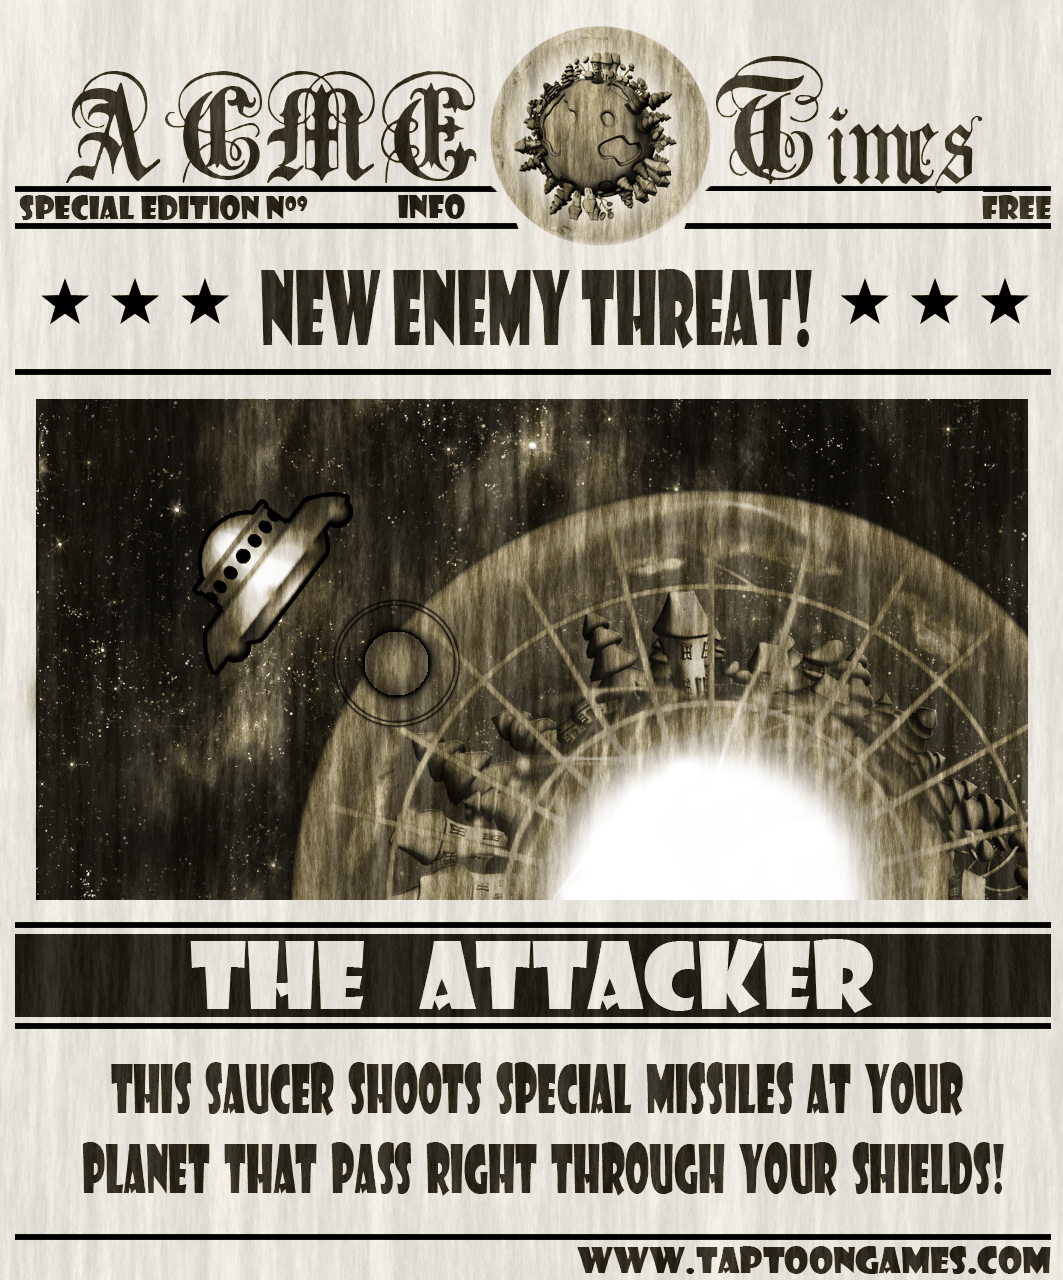 ACME Times
SPECIAL EDITION Nº9 INFO FREE
NEW ENEMY THREAT!
THE ATTACKER
THIS SAUCER SHOOTS SPECIAL MISSILES AT YOUR
PLANET THAT PASS RIGHT THROUGH YOUR SHIELDS!
WWW.TAPTOONGAMES.COM